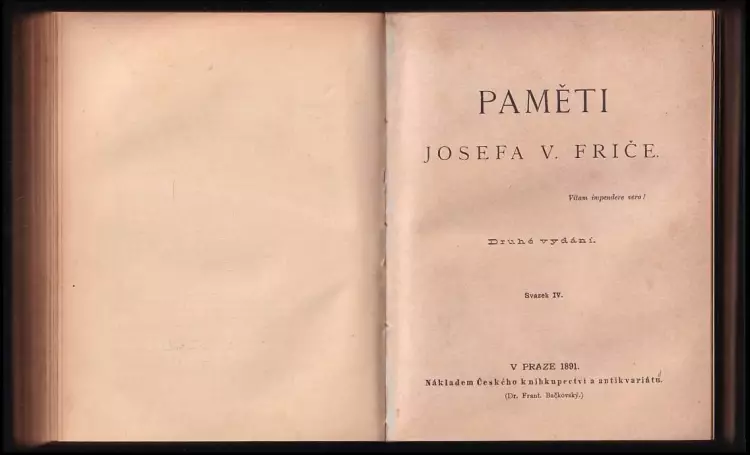 PAMĚTI
JOSEFA V. FRIČE.
Vitam impendere vero!
Druhé vydání.
Svazek IV.
V PRAZE 1891.
Nákladem Českého knihkupectví a antikvariátu.
(Dr. Frant. Bačkovský.)